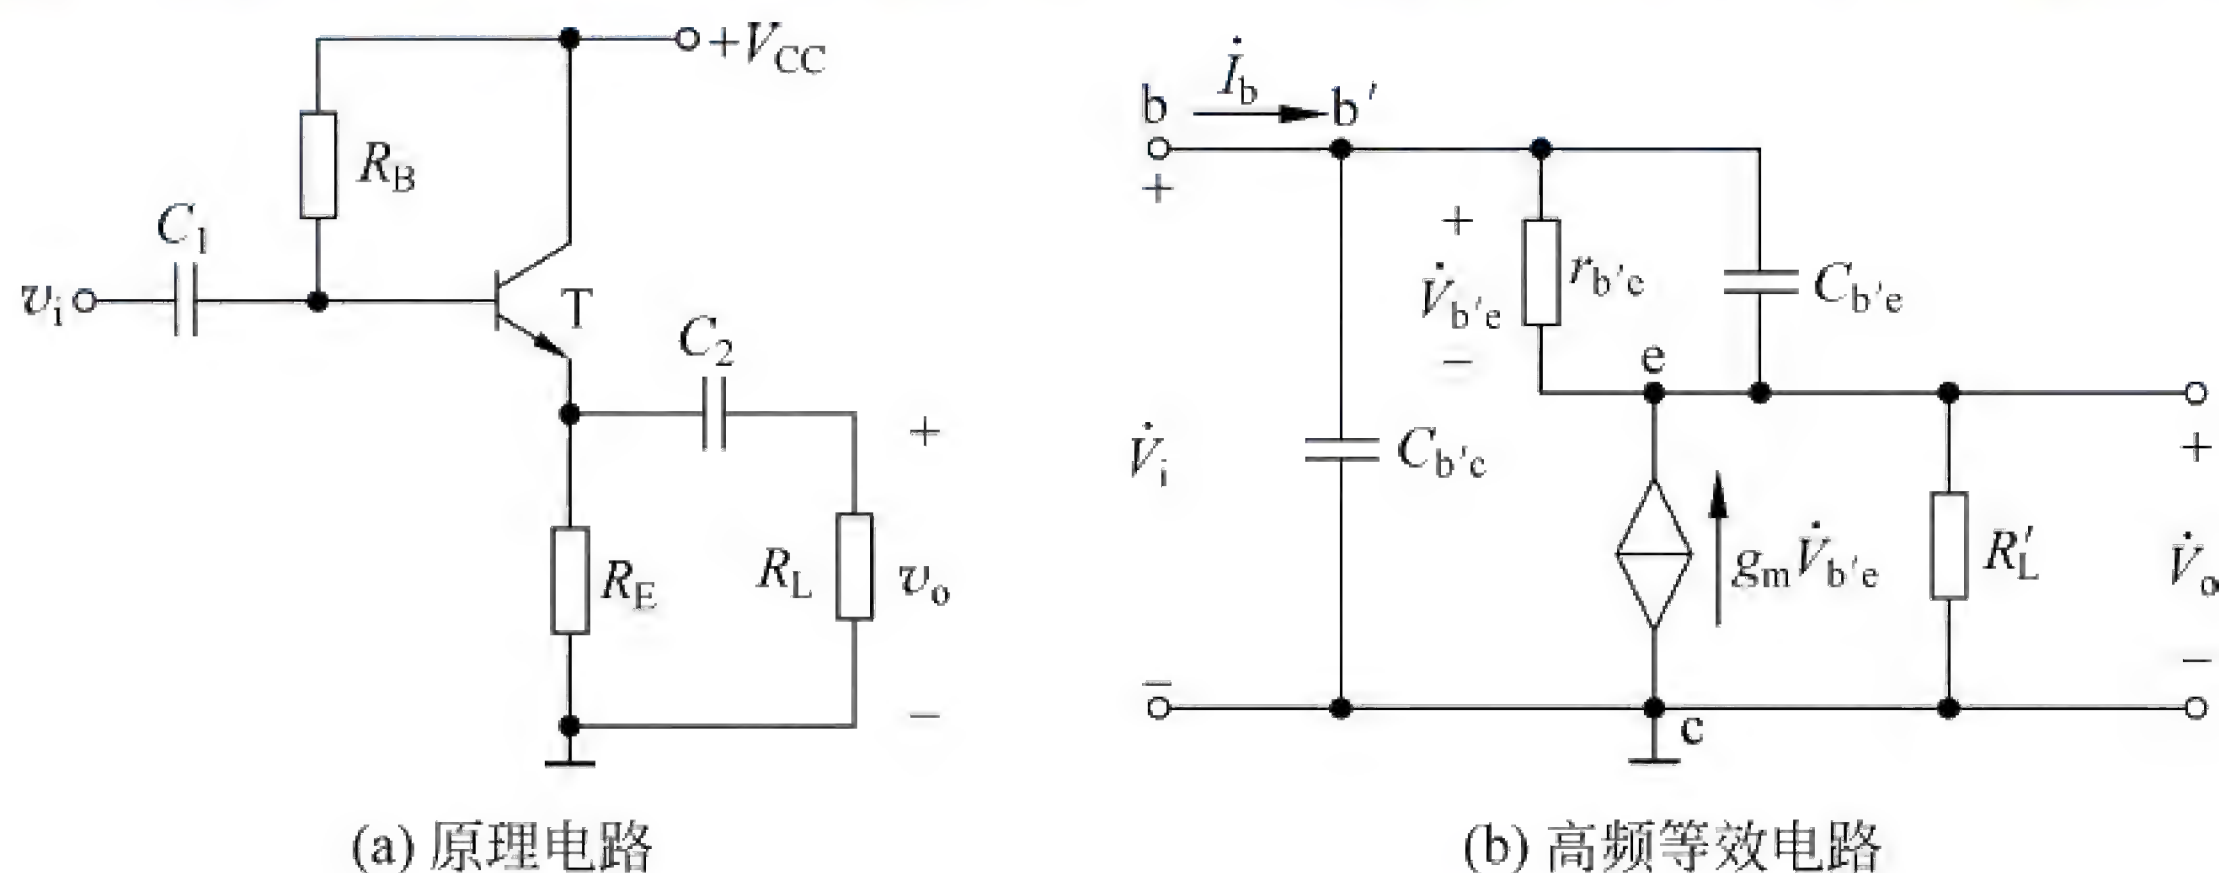 +V_CC
R_B
C_1
v_i
T
C_2
R_E
R_L
+
v_o
−
(a) 原理电路
İ_b
b
b′
+
+
V̇_b′e
−
r_b′e
C_b′e
e
V̇_i
C_b′c
g_m V̇_b′e
R′_L
+
V̇_o
−
−
c
(b) 高频等效电路